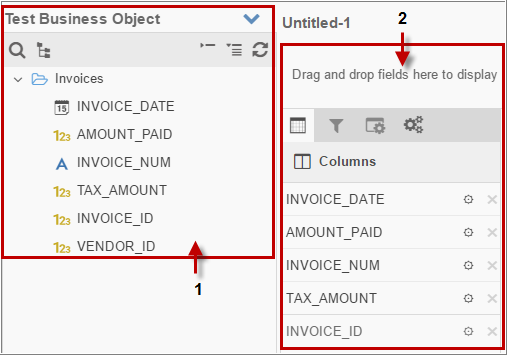 Test Business Object
Invoices
15 INVOICE_DATE
123 AMOUNT_PAID
A INVOICE_NUM
123 TAX_AMOUNT
123 INVOICE_ID
123 VENDOR_ID
1
Untitled-1
2
Drag and drop fields here to display
Columns
INVOICE_DATE
AMOUNT_PAID
INVOICE_NUM
TAX_AMOUNT
INVOICE_ID